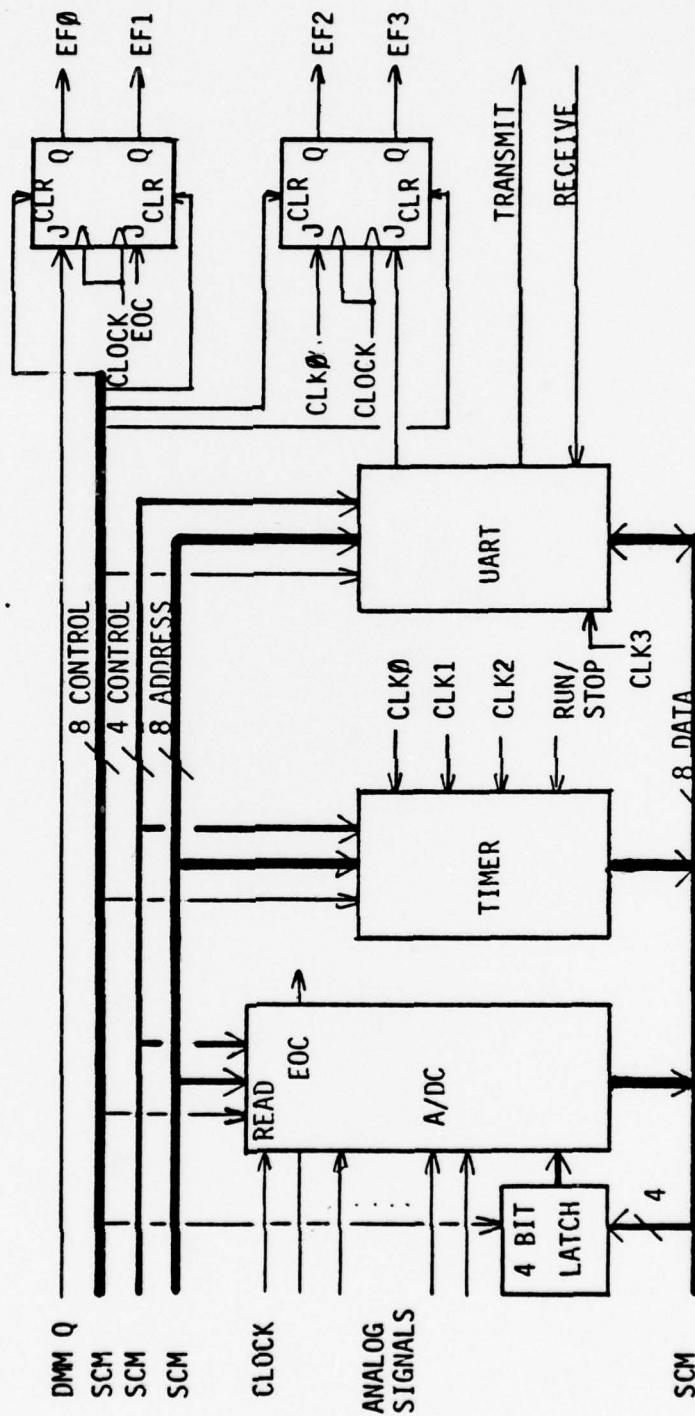 DMM Q
SCM
SCM
SCM
CLOCK
ANALOG
SIGNALS
SCM
8 CONTROL
4 CONTROL
8 ADDRESS
READ
EOC
A/DC
4 BIT
LATCH
4
TIMER
CLKØ
CLK1
CLK2
RUN/
STOP
8 DATA
UART
CLK3
TRANSMIT
RECEIVE
CLOCK
EOC
J
CLR
Q
J
CLR
Q
EFØ
EF1
CLKØ
CLOCK
J
CLR
Q
J
CLR
Q
EF2
EF3